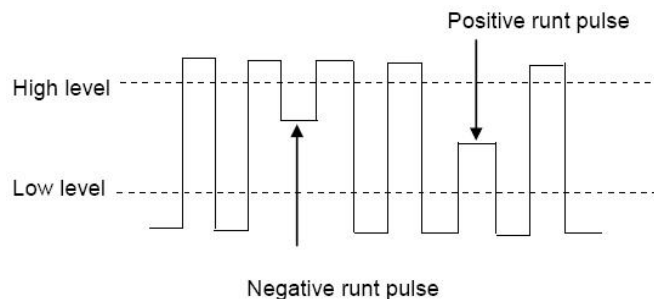 Positive runt pulse
High level
Low level
Negative runt pulse